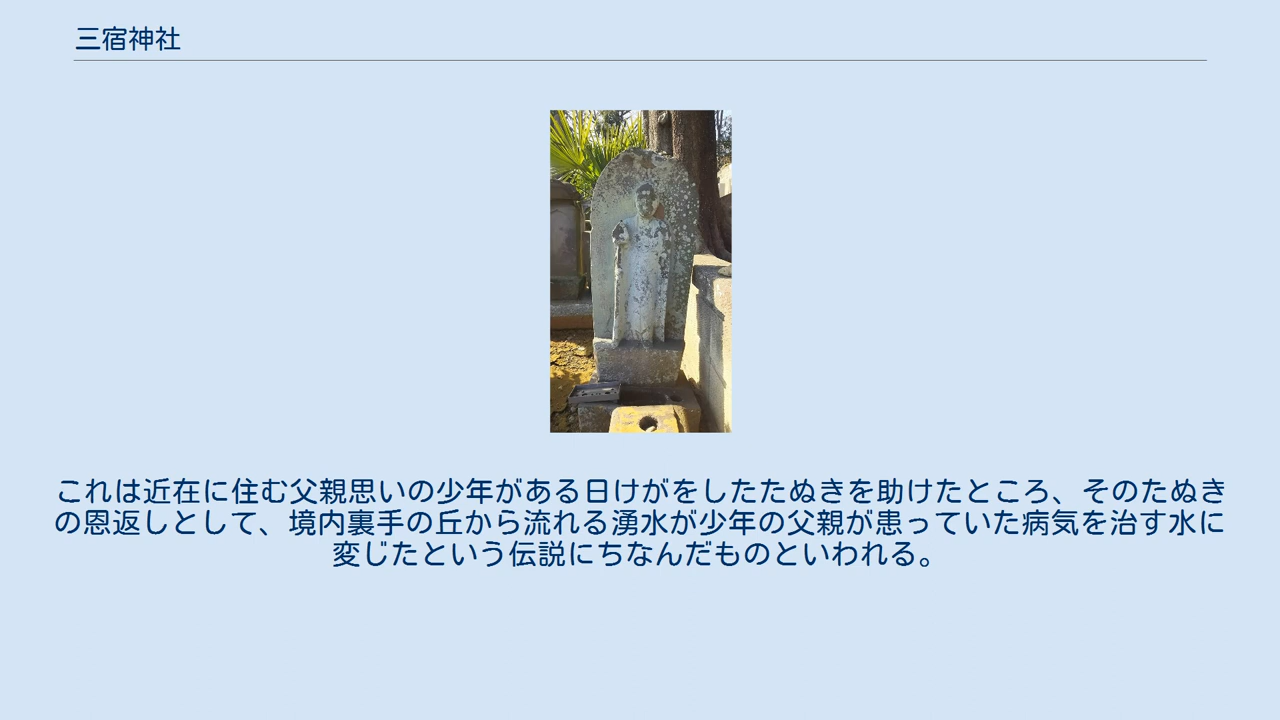 三宿神社
これは近在に住む父親思いの少年がある日けがをしたたぬきを助けたところ、そのたぬき
の恩返しとして、境内裏手の丘から流れる湧水が少年の父親が患っていた病気を治す水に
変じたという伝説にちなんだものといわれる。